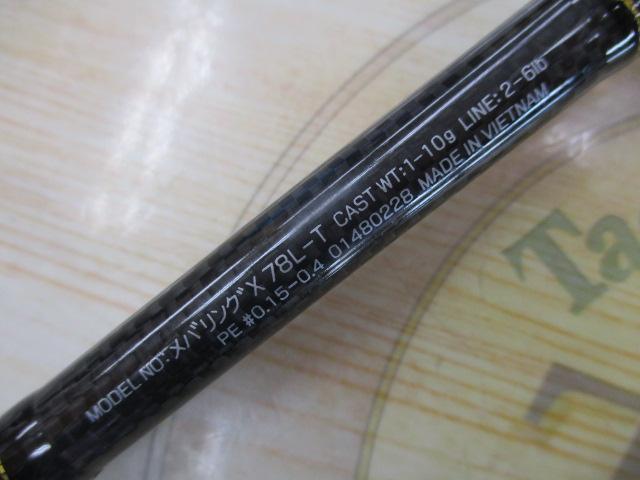 MODEL NO:メバリング X 78L-T CAST WT:1-10g LINE:2-6lb
PE #0.15-0.4 01480228 MADE IN VIETNAM
Ta